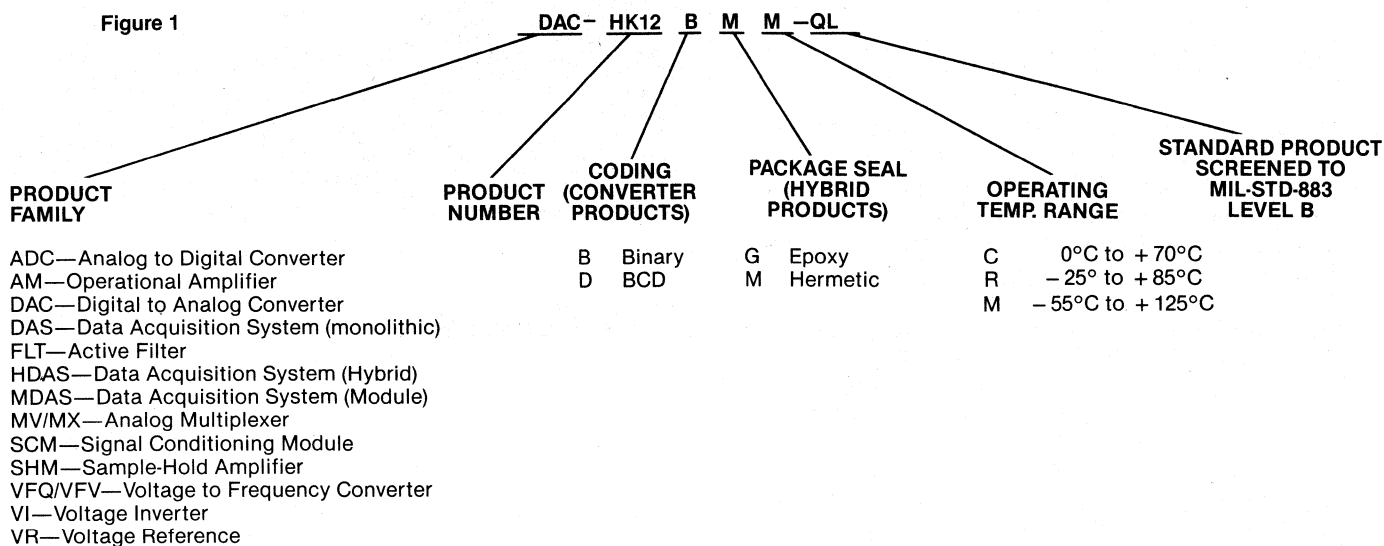 Figure 1
DAC- HK12 B M M -QL
PRODUCT
FAMILY
ADC—Analog to Digital Converter
AM—Operational Amplifier
DAC—Digital to Analog Converter
DAS—Data Acquisition System (monolithic)
FLT—Active Filter
HDAS—Data Acquisition System (Hybrid)
MDAS—Data Acquisition System (Module)
MV/MX—Analog Multiplexer
SCM—Signal Conditioning Module
SHM—Sample-Hold Amplifier
VFQ/VFV—Voltage to Frequency Converter
VI—Voltage Inverter
VR—Voltage Reference
PRODUCT
NUMBER
CODING
(CONVERTER
PRODUCTS)
B Binary
D BCD
PACKAGE SEAL
(HYBRID
PRODUCTS)
G Epoxy
M Hermetic
OPERATING
TEMP. RANGE
C 0°C to +70°C
R −25° to +85°C
M −55°C to +125°C
STANDARD PRODUCT
SCREENED TO
MIL-STD-883
LEVEL B